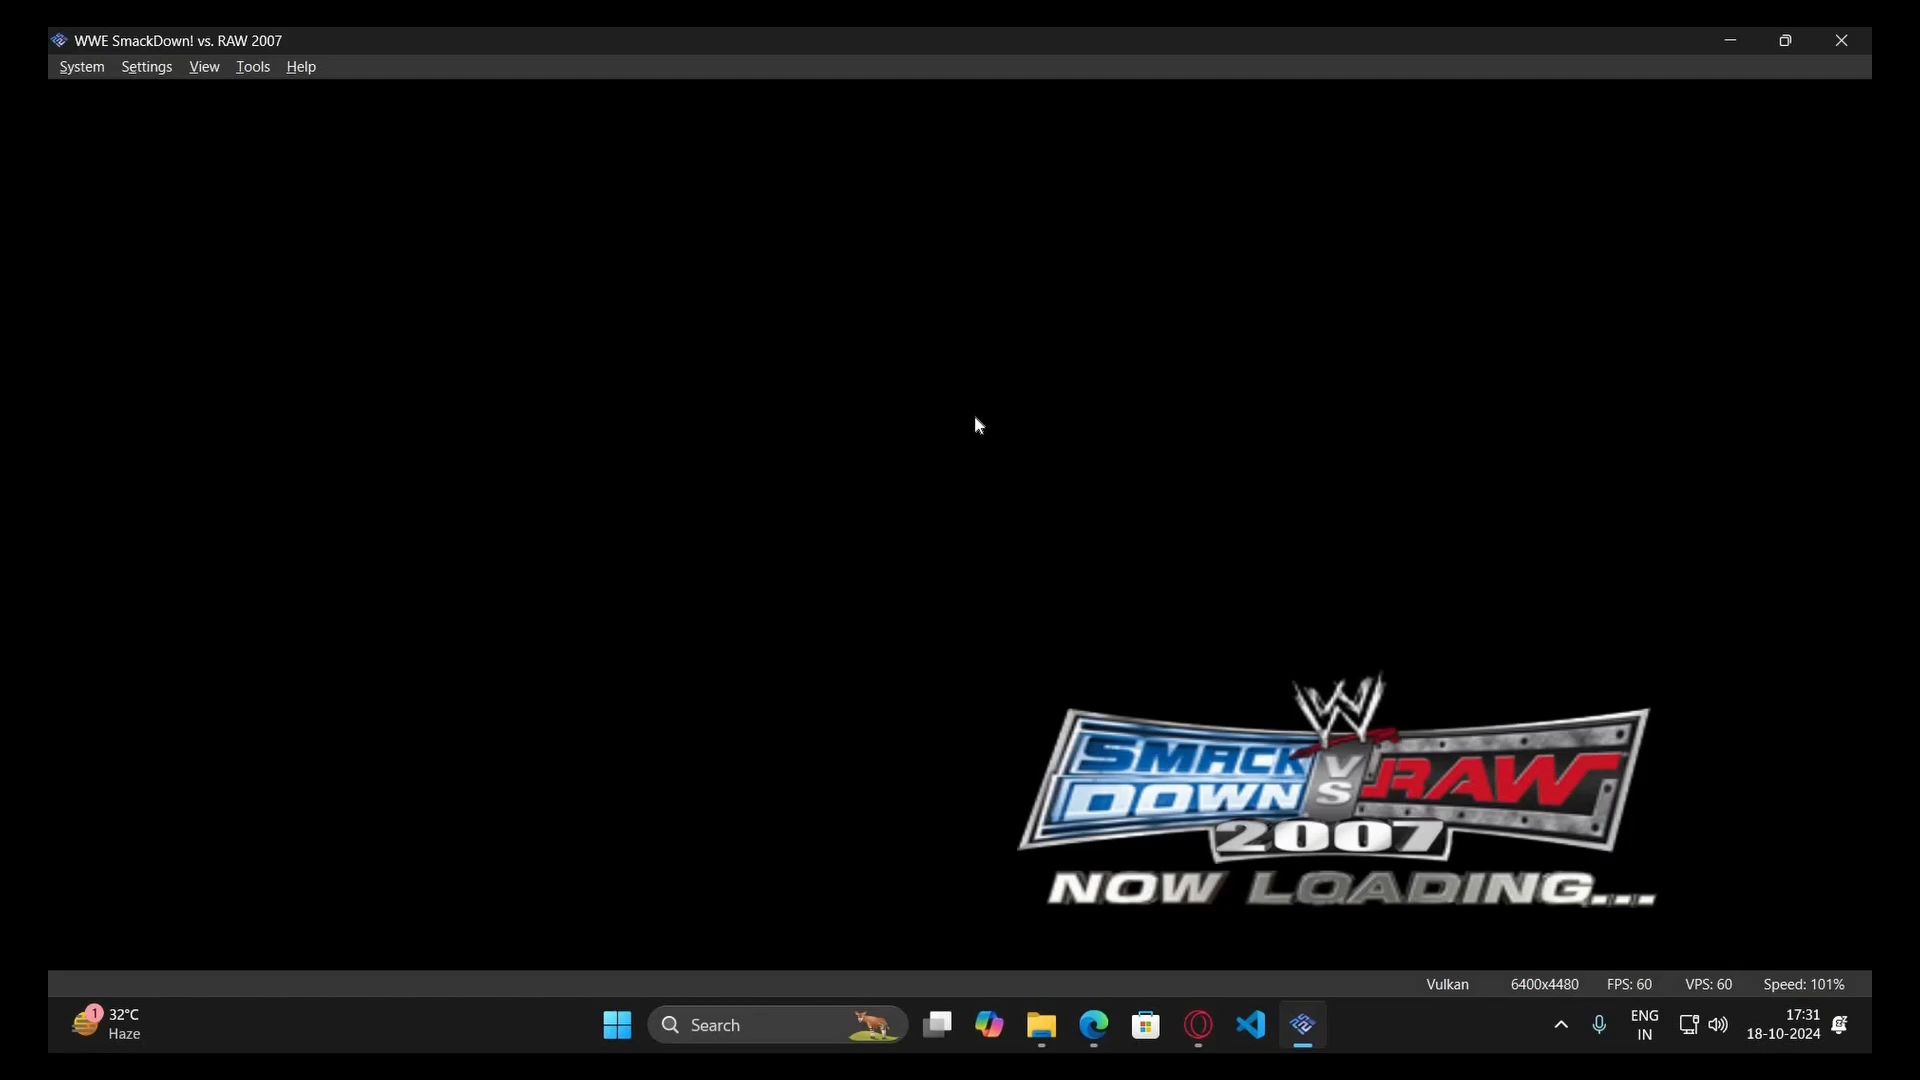 WWE SmackDown! vs. RAW 2007
System Settings View Tools Help
W
SMACK
DOWN
VS
RAW
2007
NOW LOADING...
Vulkan 6400x4480 FPS: 60 VPS: 60 Speed: 101%
1
32°C
Haze
Search
ENG
IN
17:31
18-10-2024